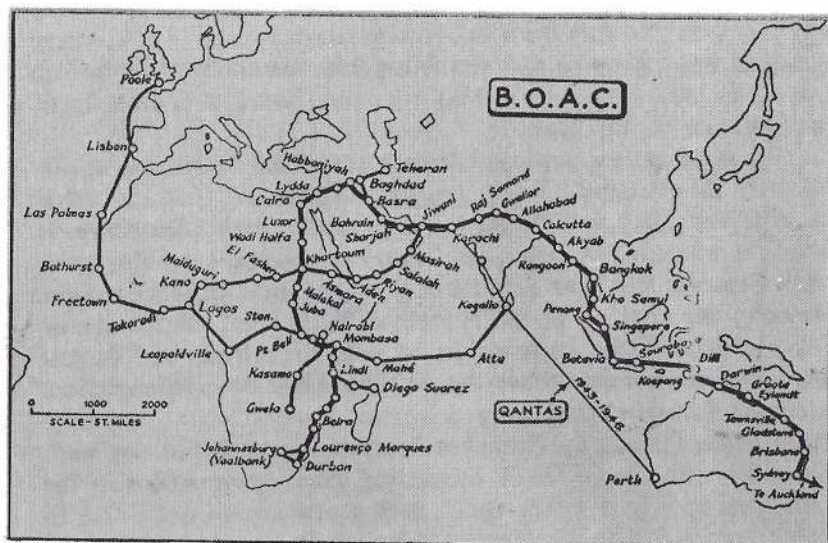 B.O.A.C.
Poole
Lisbon
Las Palmas
Bathurst
Freetown
Takoradi
Lagos
Kano
Maiduguri
El Fasher
Khartoum
Wadi Halfa
Luxor
Cairo
Lydda
Habbaniyah
Teheran
Baghdad
Basra
Bahrain
Sharjah
Jiwani
Karachi
Raj Samand
Gwalior
Allahabad
Calcutta
Akyab
Rangoon
Bangkok
Kho Samui
Penang
Singapore
Batavia
Sourabaya
Koepang
Dilli
Darwin
Groote
Eylandt
Townsville
Gladstone
Brisbane
Sydney
To Auckland
Masirah
Salalah
Riyan
Aden
Asmara
Malakal
Juba
Stan.
Leopoldville
Pt Bell
Nairobi
Mombasa
Kasama
Gwelo
Lindi
Diego Suarez
Beira
Lourenço Marques
Johannesburg
(Vaalbank)
Durban
Mahé
Attu
Kogalla
QANTAS
1943-1946
Perth
0 1000 2000
SCALE - ST. MILES